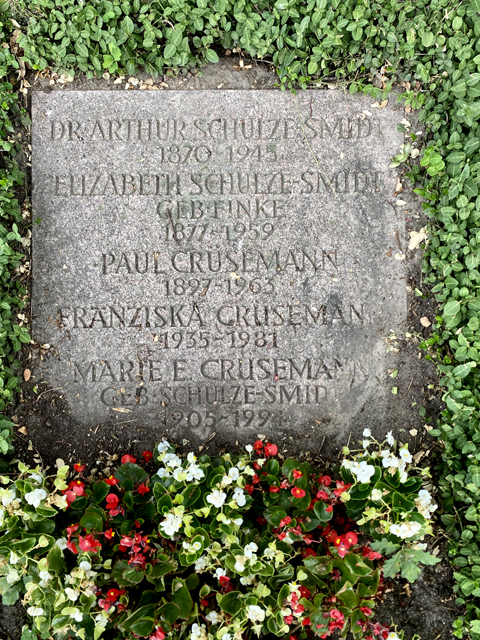 DR. ARTHUR SCHULZE-SMIDT
1870 1945
ELIZABETH SCHULZE-SMIDT
GEB. FINKE
1877-1959
PAUL CRÜSEMANN
1897-1963
FRANZISKA CRÜSEMANN
1935-1981
MARIE E. CRÜSEMANN
GEB. SCHULZE-SMIDT